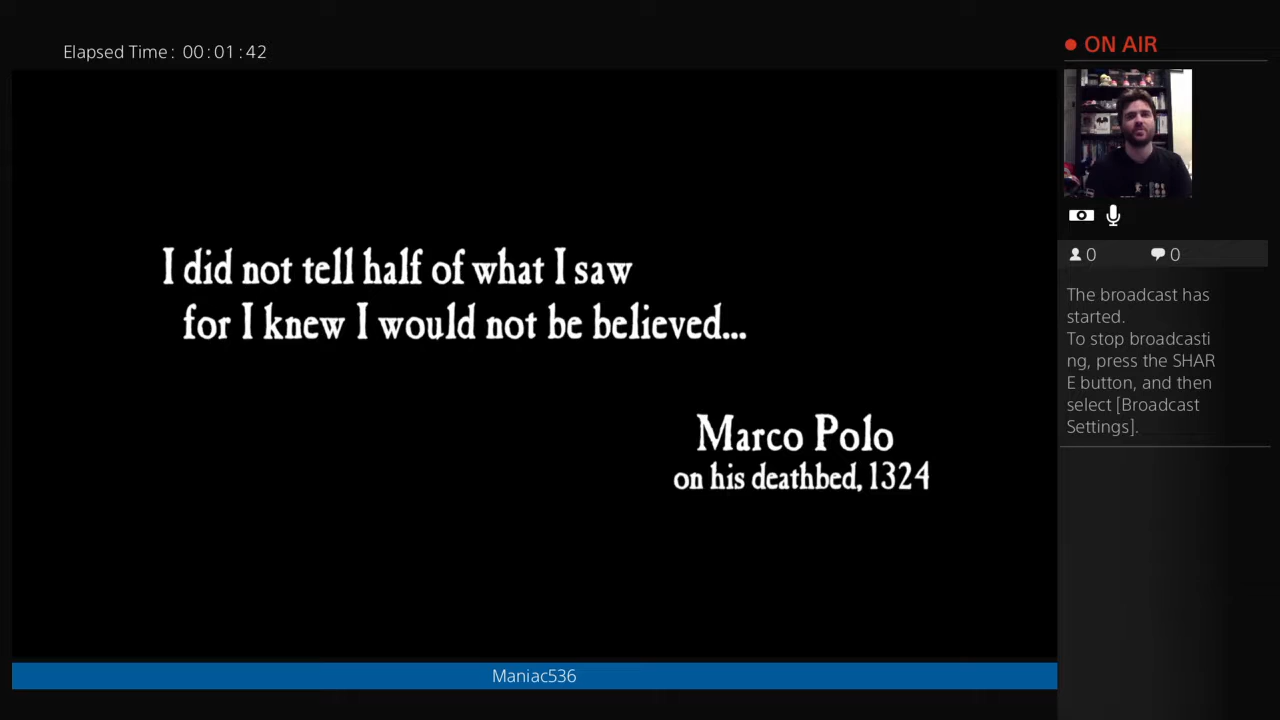 Elapsed Time: 00:01:42
ON AIR
I did not tell half of what I saw
for I knew I would not be believed...
Marco Polo
on his deathbed, 1324
0 0
The broadcast has
started.
To stop broadcasti
ng, press the SHAR
E button, and then
select [Broadcast
Settings].
Maniac536